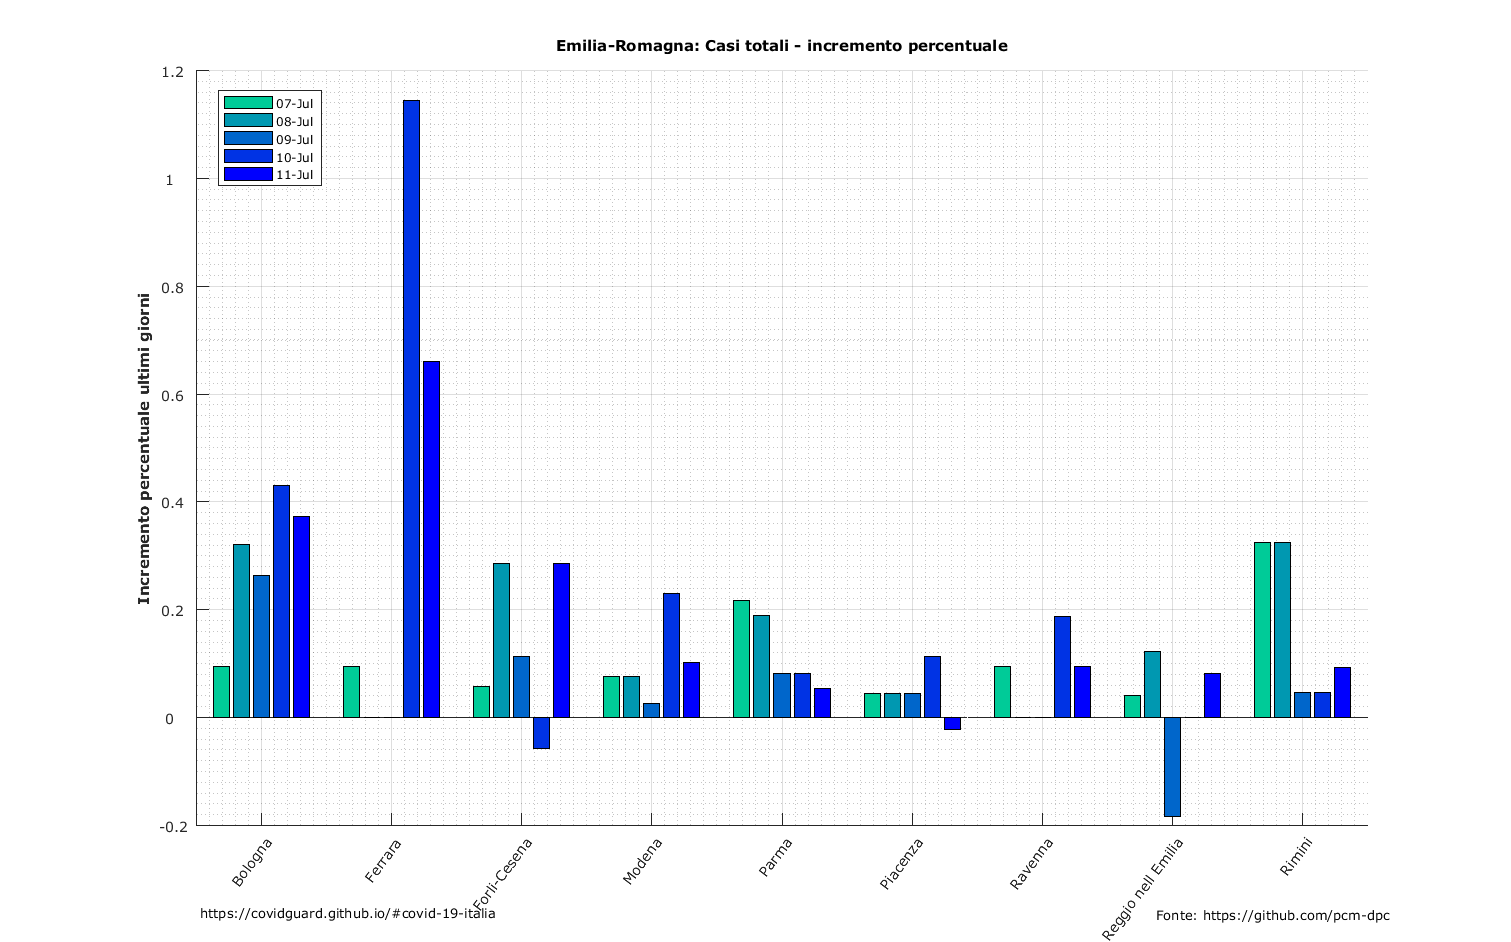 Emilia-Romagna: Casi totali - incremento percentuale
1.2
1
0.8
0.6
0.4
0.2
0
-0.2
Incremento percentuale ultimi giorni
07-Jul
08-Jul
09-Jul
10-Jul
11-Jul
Bologna
Ferrara
Forlì-Cesena
Modena
Parma
Piacenza
Ravenna
Reggio nell Emilia
Rimini
https://covidguard.github.io/#covid-19-italia
Fonte: https://github.com/pcm-dpc